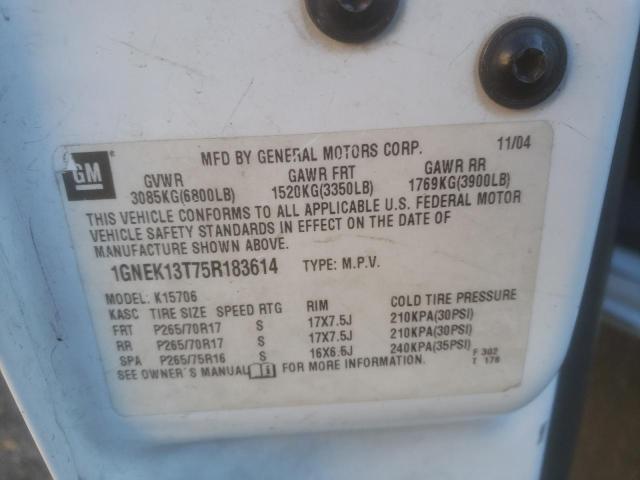 GM
MFD BY GENERAL MOTORS CORP. 11/04
GVWR GAWR FRT GAWR RR
3085KG(6800LB) 1520KG(3350LB) 1769KG(3900LB)
THIS VEHICLE CONFORMS TO ALL APPLICABLE U.S. FEDERAL MOTOR
VEHICLE SAFETY STANDARDS IN EFFECT ON THE DATE OF
MANUFACTURE SHOWN ABOVE.
1GNEK13T75R183614 TYPE: M.P.V.
MODEL: K15706
KASC TIRE SIZE SPEED RTG RIM COLD TIRE PRESSURE
FRT P265/70R17 S 17X7.5J 210KPA(30PSI)
RR P265/70R17 S 17X7.5J 210KPA(30PSI)
SPA P265/75R16 S 16X6.5J 240KPA(35PSI) F 302
T 178
SEE OWNER'S MANUAL FOR MORE INFORMATION.